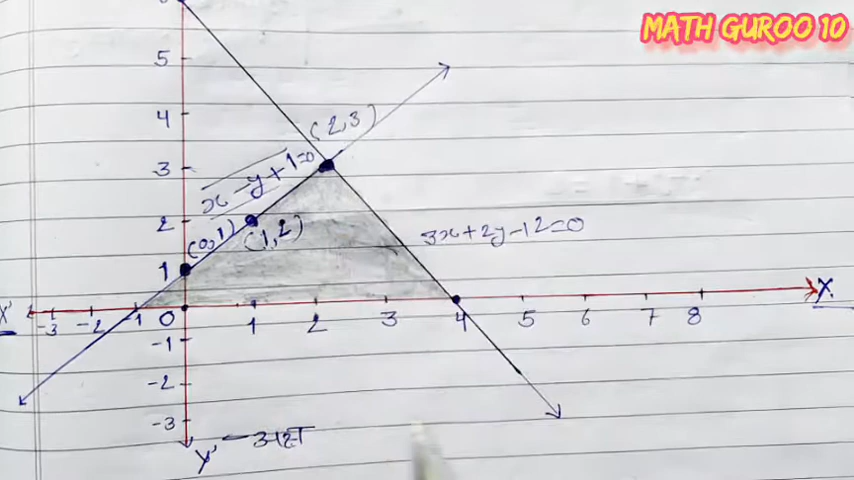 MATH GUROO 10
5
4
(2,3)
3
x-y+1=0
2
(0,1)
(1,2)
3x+2y-12=0
1
X' -3 -2 -1 0 1 2 3 4 5 6 7 8 X
-1
-2
-3
Y'